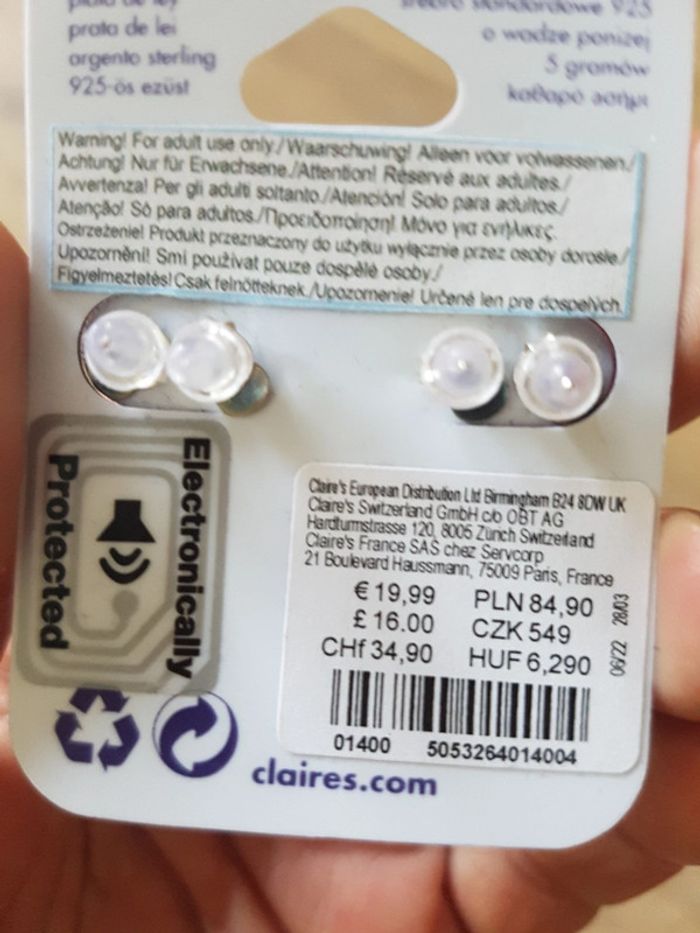 plata de ley
prata de lei
argento sterling
925-ös ezüst
srebro standardowe 925
o wadze poniżej
5 gramów
καθαρό ασήμι
Warning! For adult use only./Waarschuwing! Alleen voor volwassenen./
Achtung! Nur für Erwachsene./Attention! Réservé aux adultes./
Avvertenza! Per gli adulti soltanto./Atención! Solo para adultos./
Atenção! Só para adultos./Προειδοποίηση! Μόνο για ενήλικες.
Ostrzeżenie! Produkt przeznaczony do użytku wyłącznie przez osoby dorosłe./
Upozornění! Smí používat pouze dospělé osoby./
Figyelmeztetés! Csak felnötteknek./Upozornenie! Určené len pre dospelých.
Electronically
Protected
Claire's European Distribution Ltd Birmingham B24 8DW UK
Claire's Switzerland GmbH c/o OBT AG
Hardturmstrasse 120, 8005 Zürich Switzerland
Claire's France SAS chez Servcorp
21 Boulevard Haussmann, 75009 Paris, France
€ 19,99 PLN 84,90
£ 16.00 CZK 549
CHf 34,90 HUF 6,290
06/22 28/03
01400 5053264014004
claires.com